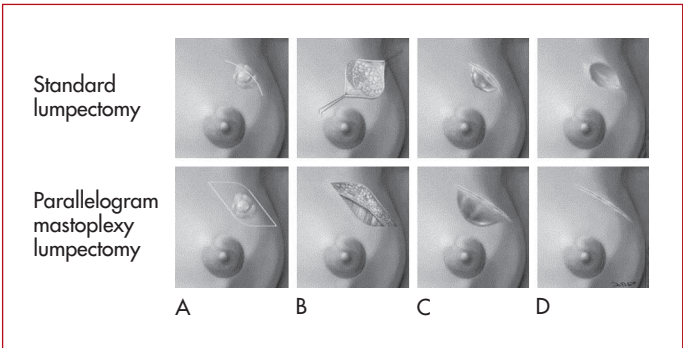 Standard
lumpectomy
Parallelogram
mastoplexy
lumpectomy
A B C D